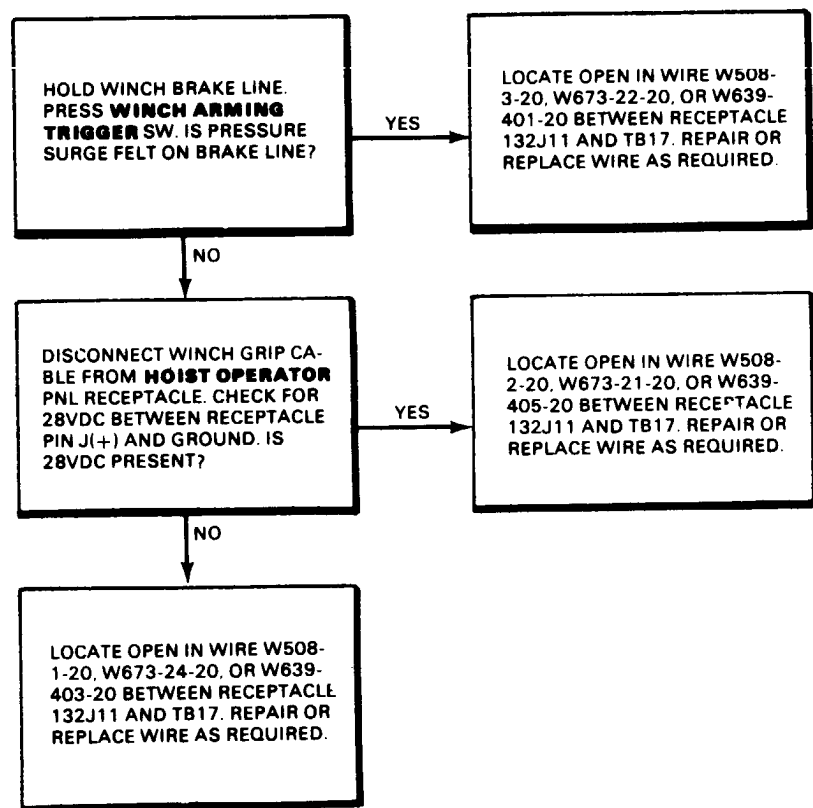 HOLD WINCH BRAKE LINE.
PRESS WINCH ARMING
TRIGGER SW. IS PRESSURE
SURGE FELT ON BRAKE LINE?
YES
LOCATE OPEN IN WIRE W508-
3-20, W673-22-20, OR W639-
401-20 BETWEEN RECEPTACLE
132J11 AND TB17. REPAIR OR
REPLACE WIRE AS REQUIRED.
NO
DISCONNECT WINCH GRIP CA-
BLE FROM HOIST OPERATOR
PNL RECEPTACLE. CHECK FOR
28VDC BETWEEN RECEPTACLE
PIN J(+) AND GROUND. IS
28VDC PRESENT?
YES
LOCATE OPEN IN WIRE W508-
2-20, W673-21-20, OR W639-
405-20 BETWEEN RECEPTACLE
132J11 AND TB17. REPAIR OR
REPLACE WIRE AS REQUIRED.
NO
LOCATE OPEN IN WIRE W508-
1-20, W673-24-20, OR W639-
403-20 BETWEEN RECEPTACLE
132J11 AND TB17. REPAIR OR
REPLACE WIRE AS REQUIRED.